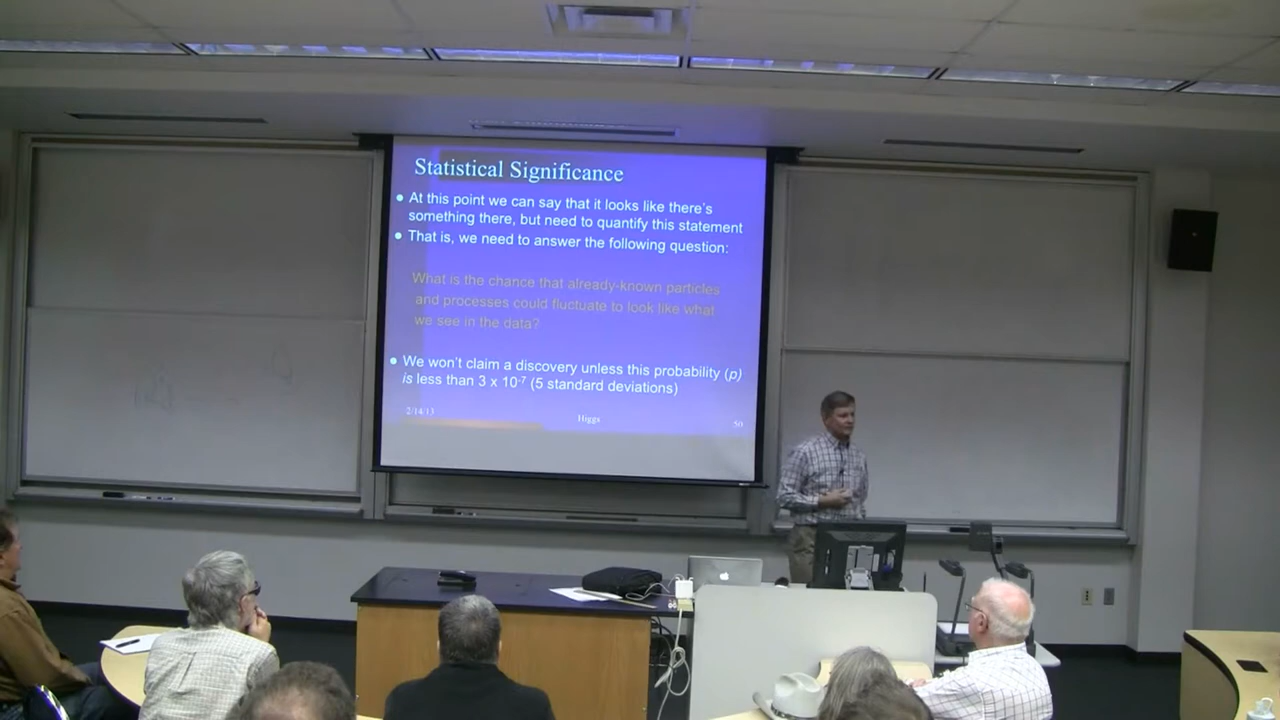 Statistical Significance
• At this point we can say that it looks like there's
something there, but need to quantify this statement
• That is, we need to answer the following question:
What is the chance that already-known particles
and processes could fluctuate to look like what
we see in the data?
• We won't claim a discovery unless this probability (p)
is less than 3 x 10⁻⁷ (5 standard deviations)
2/14/13 Higgs 50